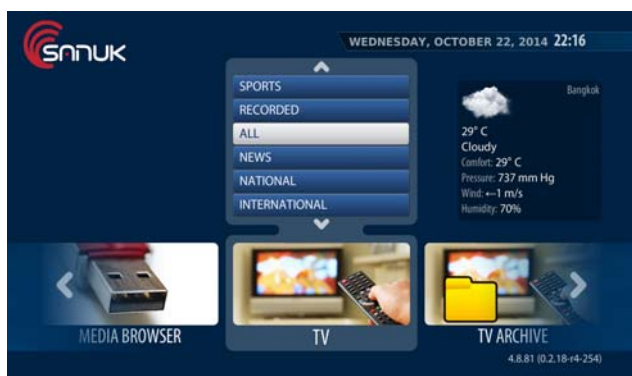 SANUK
WEDNESDAY, OCTOBER 22, 2014 22:16
SPORTS
RECORDED
ALL
NEWS
NATIONAL
INTERNATIONAL
Bangkok
29° C
Cloudy
Comfort: 29° C
Pressure: 737 mm Hg
Wind: ←1 m/s
Humidity: 70%
MEDIA BROWSER
TV
TV ARCHIVE
4.8.81 (0.2.18-r4-254)